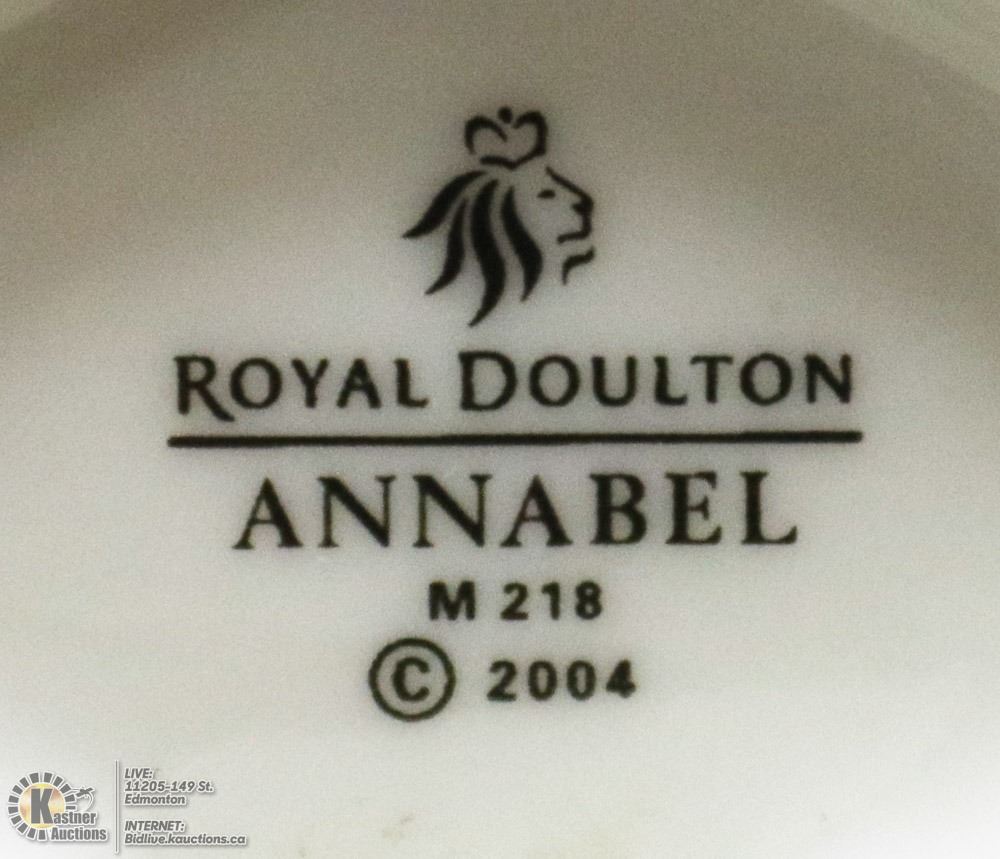 ROYAL DOULTON
ANNABEL
M 218
© 2004
K
Kastner
Auctions
LIVE:
11205-149 St.
Edmonton
INTERNET:
Bidlive.kauctions.ca